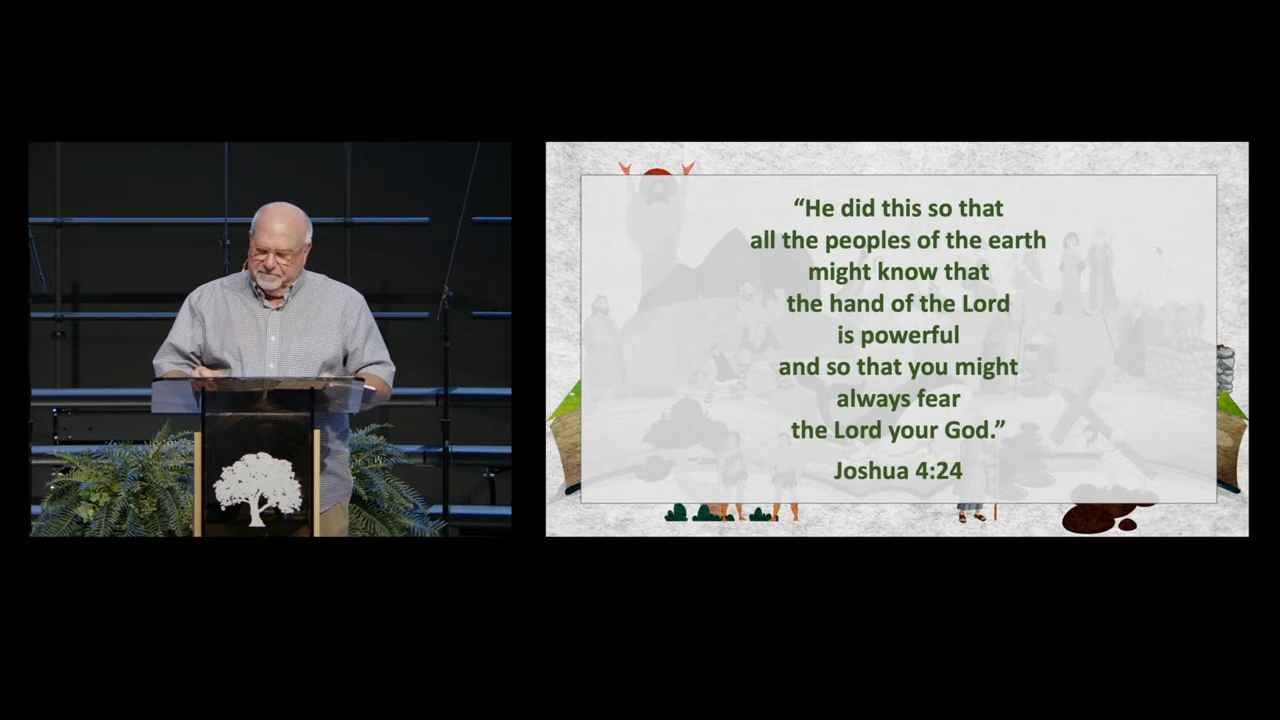 “He did this so that
all the peoples of the earth
might know that
the hand of the Lord
is powerful
and so that you might
always fear
the Lord your God.”
Joshua 4:24